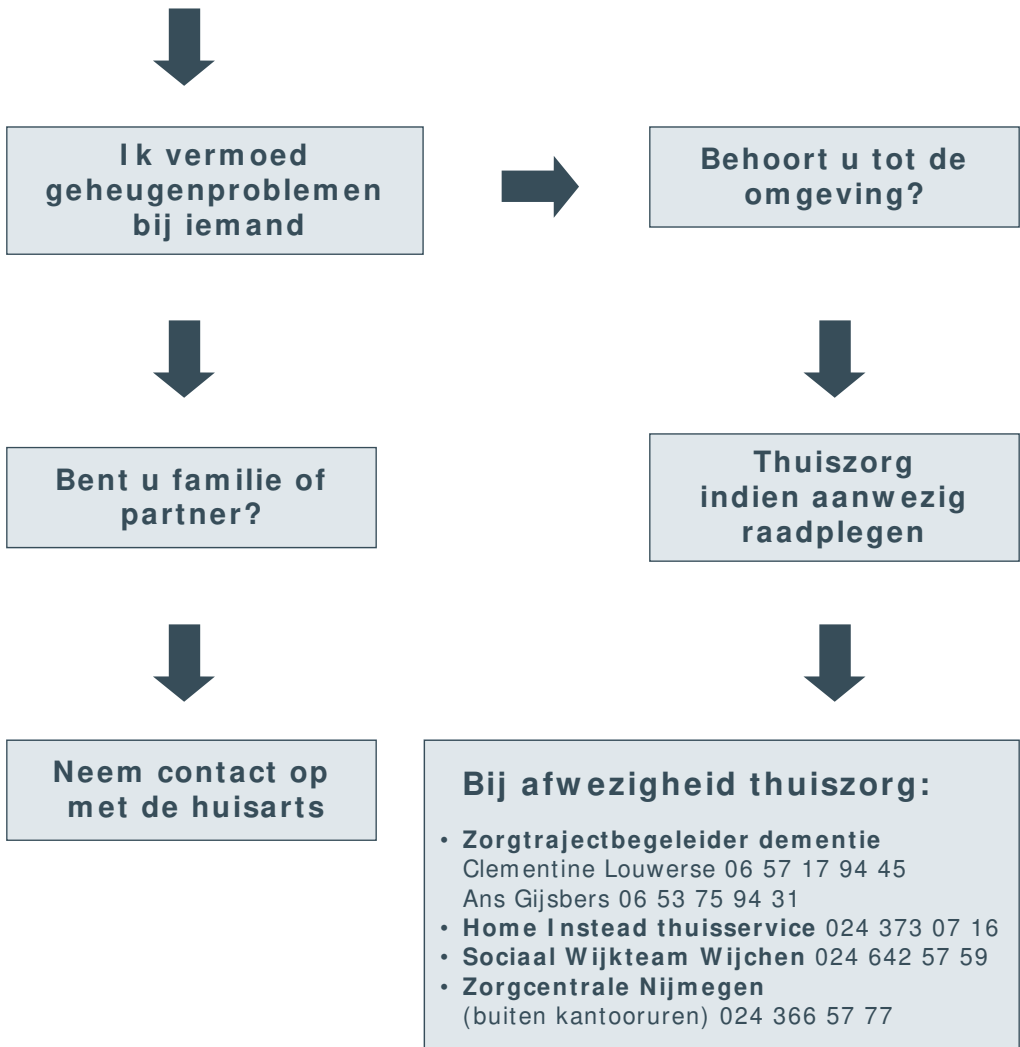 Ik vermoed
geheugenproblemen
bij iemand
Behoort u tot de
omgeving?
Bent u familie of
partner?
Thuiszorg
indien aanwezig
raadplegen
Neem contact op
met de huisarts
Bij afwezigheid thuiszorg:
• Zorgtrajectbegeleider dementie
Clementine Louwerse 06 57 17 94 45
Ans Gijsbers 06 53 75 94 31
• Home Instead thuisservice 024 373 07 16
• Sociaal Wijkteam Wijchen 024 642 57 59
• Zorgcentrale Nijmegen
(buiten kantooruren) 024 366 57 77